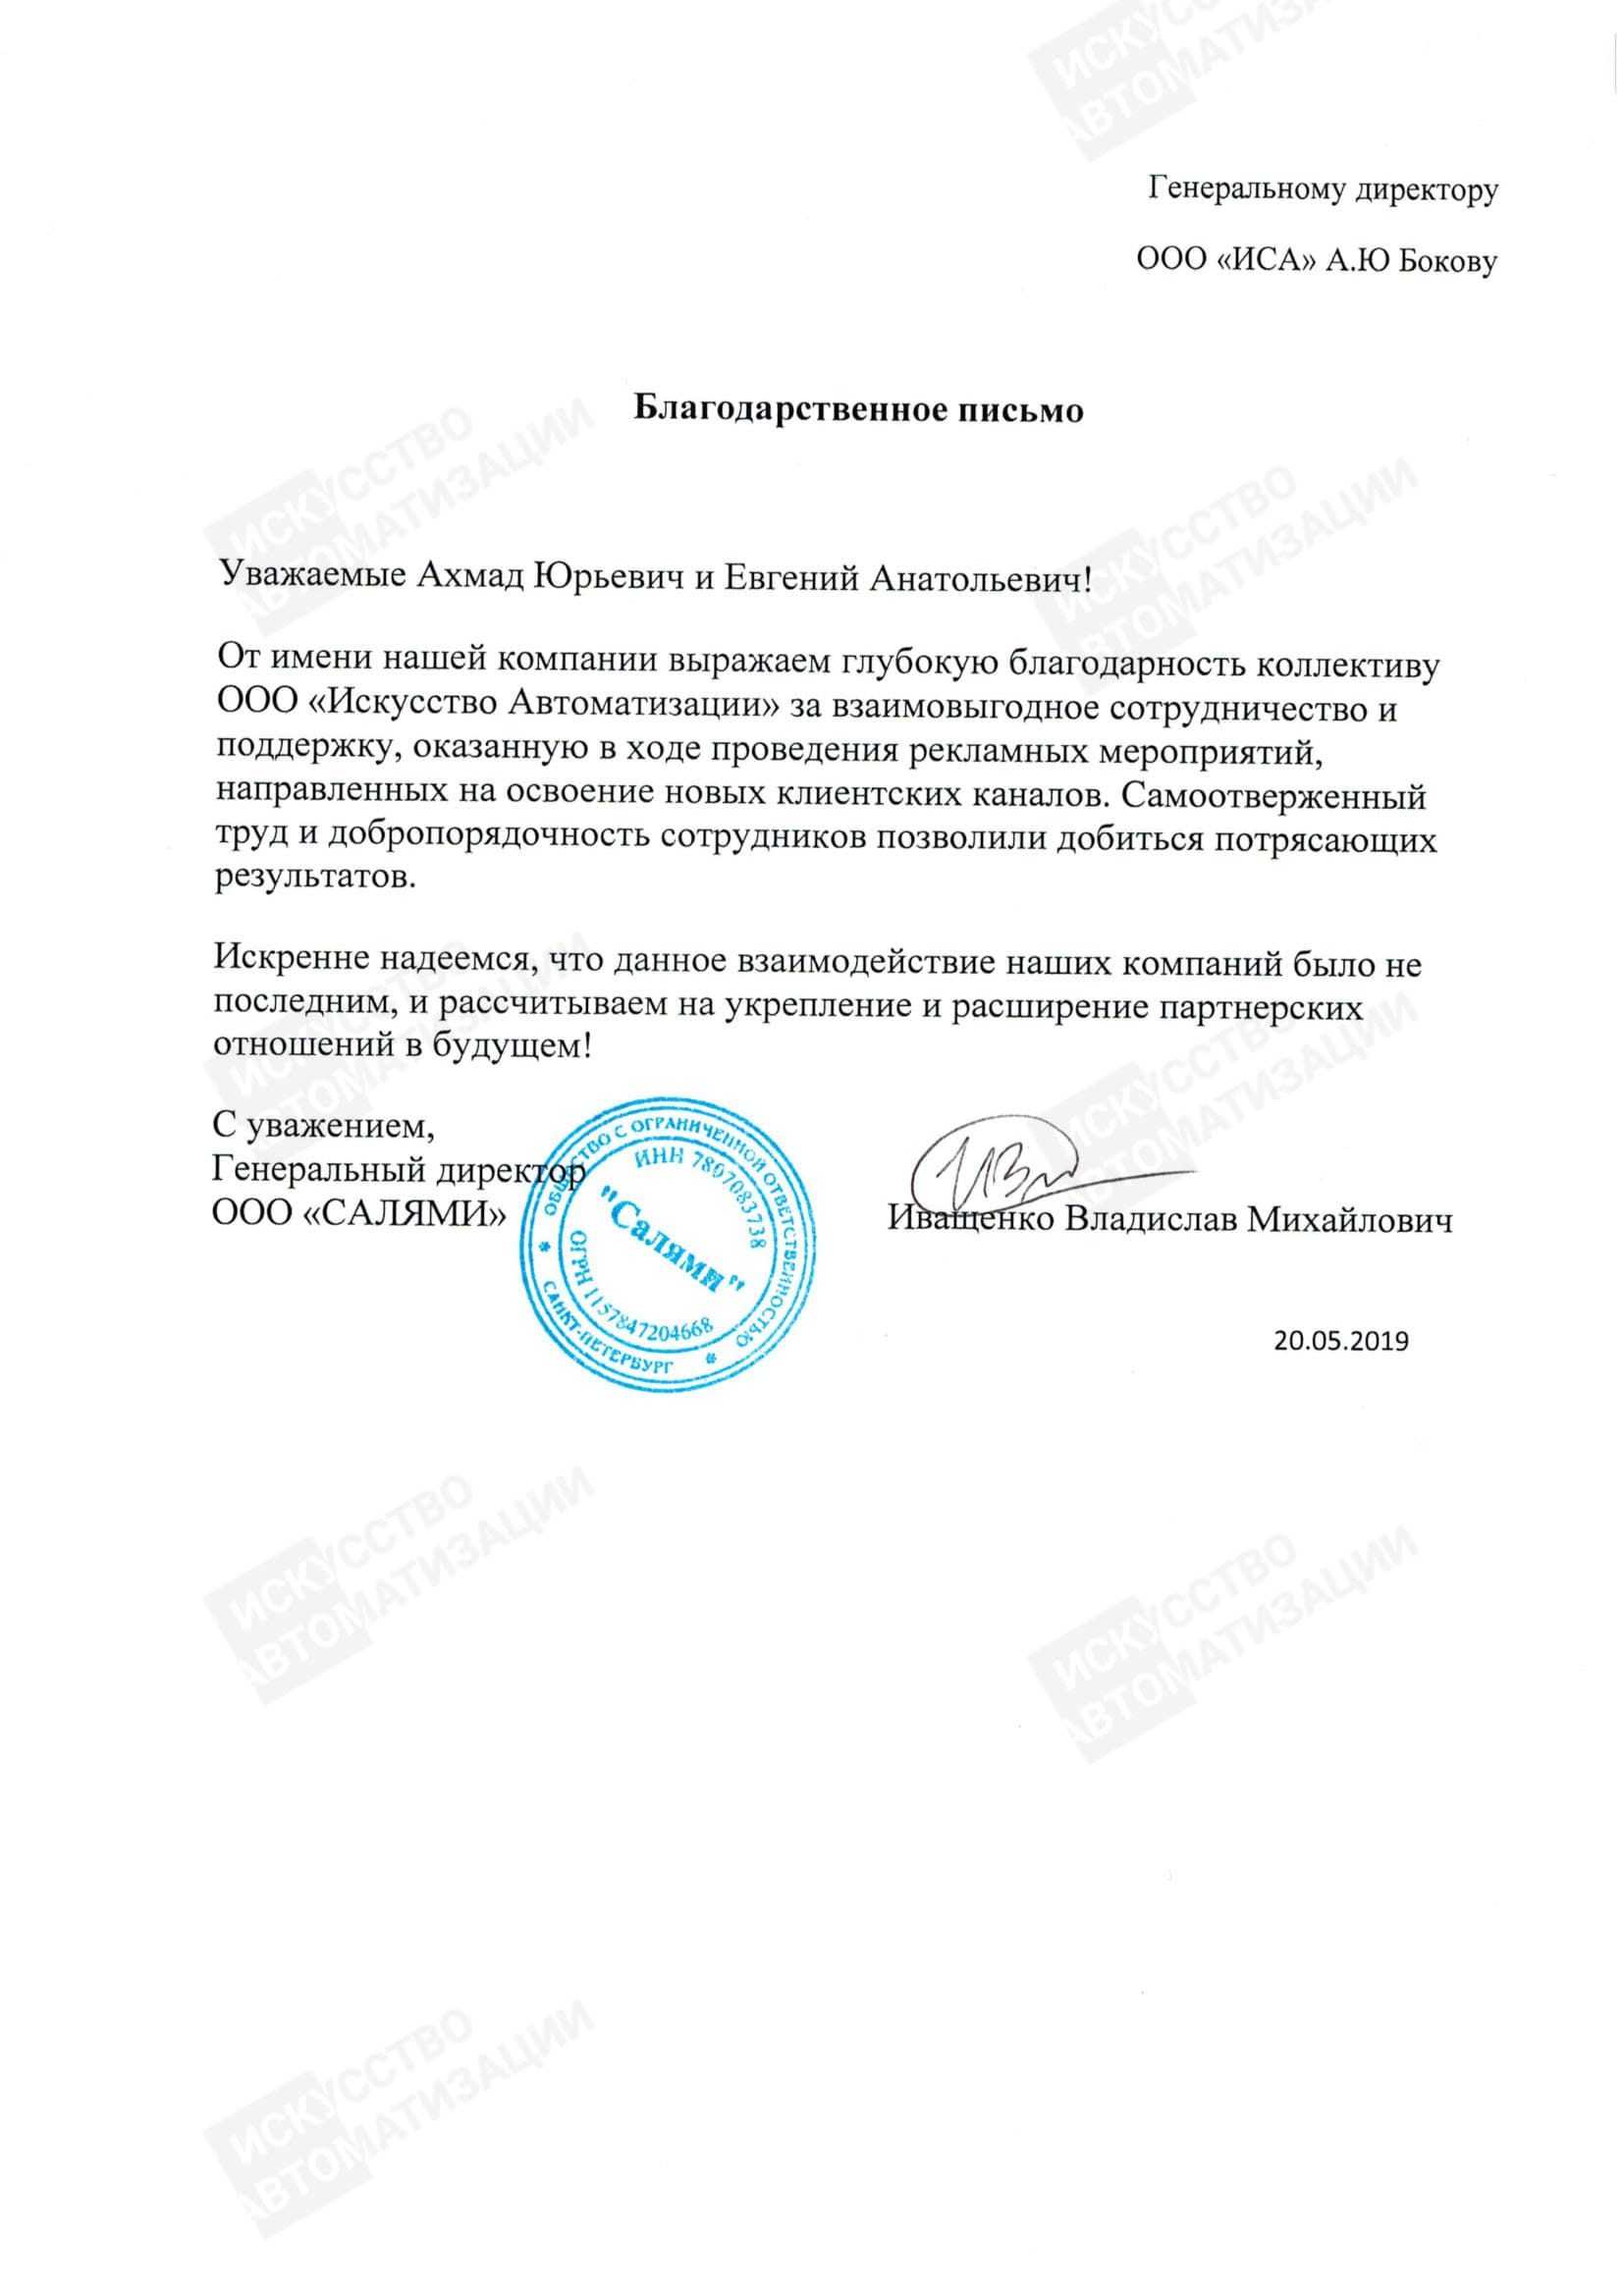 ИСКУССТВО
АВТОМАТИЗАЦИИ
Генеральному директору
ООО «ИСА» А.Ю Бокову
Благодарственное письмо
ИСКУССТВО
АВТОМАТИЗАЦИИ
ИСКУССТВО
АВТОМАТИЗАЦИИ
Уважаемые Ахмад Юрьевич и Евгений Анатольевич!
От имени нашей компании выражаем глубокую благодарность коллективу
ООО «Искусство Автоматизации» за взаимовыгодное сотрудничество и
поддержку, оказанную в ходе проведения рекламных мероприятий,
направленных на освоение новых клиентских каналов. Самоотверженный
труд и добропорядочность сотрудников позволили добиться потрясающих
результатов.
ИСКУССТВО
АВТОМАТИЗАЦИИ
ИСКУССТВО
АВТОМАТИЗАЦИИ
Искренне надеемся, что данное взаимодействие наших компаний было не
последним, и рассчитываем на укрепление и расширение партнерских
отношений в будущем!
С уважением,
Генеральный директор
ООО «САЛЯМИ»
ОБЩЕСТВО С ОГРАНИЧЕННОЙ ОТВЕТСТВЕННОСТЬЮ
* САНКТ-ПЕТЕРБУРГ *
ИНН 7807083738
"Салями"
ОГРН 1157847204668
Иващенко Владислав Михайлович
20.05.2019
ИСКУССТВО
АВТОМАТИЗАЦИИ
ИСКУССТВО
АВТОМАТИЗАЦИИ
ИСКУССТВО
АВТОМАТИЗАЦИИ